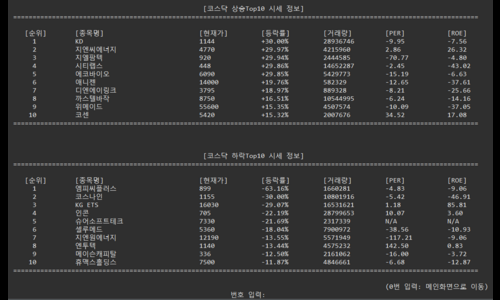 [코스닥 상승Top10 시세 정보]
[순위] [종목명] [현재가] [등락률] [거래량] [PER] [ROE]
1 KD 1144 +30.00% 28936746 -9.95 -7.56
2 지엔씨에너지 4770 +29.97% 4215960 2.86 26.32
3 지엘팜텍 920 +29.94% 2444585 -70.77 -4.80
4 시티랩스 448 +29.86% 14652287 -2.45 -43.02
5 에크바이오 6090 +29.85% 5429773 -15.19 -6.63
6 애니젠 14000 +19.76% 582329 -12.65 -37.61
7 디엔에이링크 3795 +18.97% 889328 -8.21 -25.66
8 까스텔바작 8750 +16.51% 10544995 -6.24 -14.16
9 위메이드 55600 +15.35% 4507574 -10.09 -37.05
10 코센 5420 +15.32% 2007676 34.52 17.08
[코스닥 하락Top10 시세 정보]
[순위] [종목명] [현재가] [등락률] [거래량] [PER] [ROE]
1 엠피씨플러스 899 -63.16% 1660281 -4.83 -9.06
2 코스나인 1155 -30.00% 10801916 -5.42 -46.91
3 KG ETS 16030 -29.07% 16531621 1.18 85.81
4 인콘 705 -22.19% 28799653 10.07 3.60
5 슈어소프트테크 7330 -21.69% 2317339 N/A N/A
6 셀루메드 5360 -18.04% 7900972 -38.56 -10.93
7 지엔원에너지 12190 -13.55% 5571949 -117.21 -9.06
8 앤투텍 1140 -13.44% 4575232 142.50 0.83
9 에이슨캐피탈 336 -12.50% 2161262 -16.00 -3.72
10 휴맥스홀딩스 7500 -11.87% 4846661 -6.68 -12.87
(0번 입력: 메인화면으로 이동)
번호 입력: